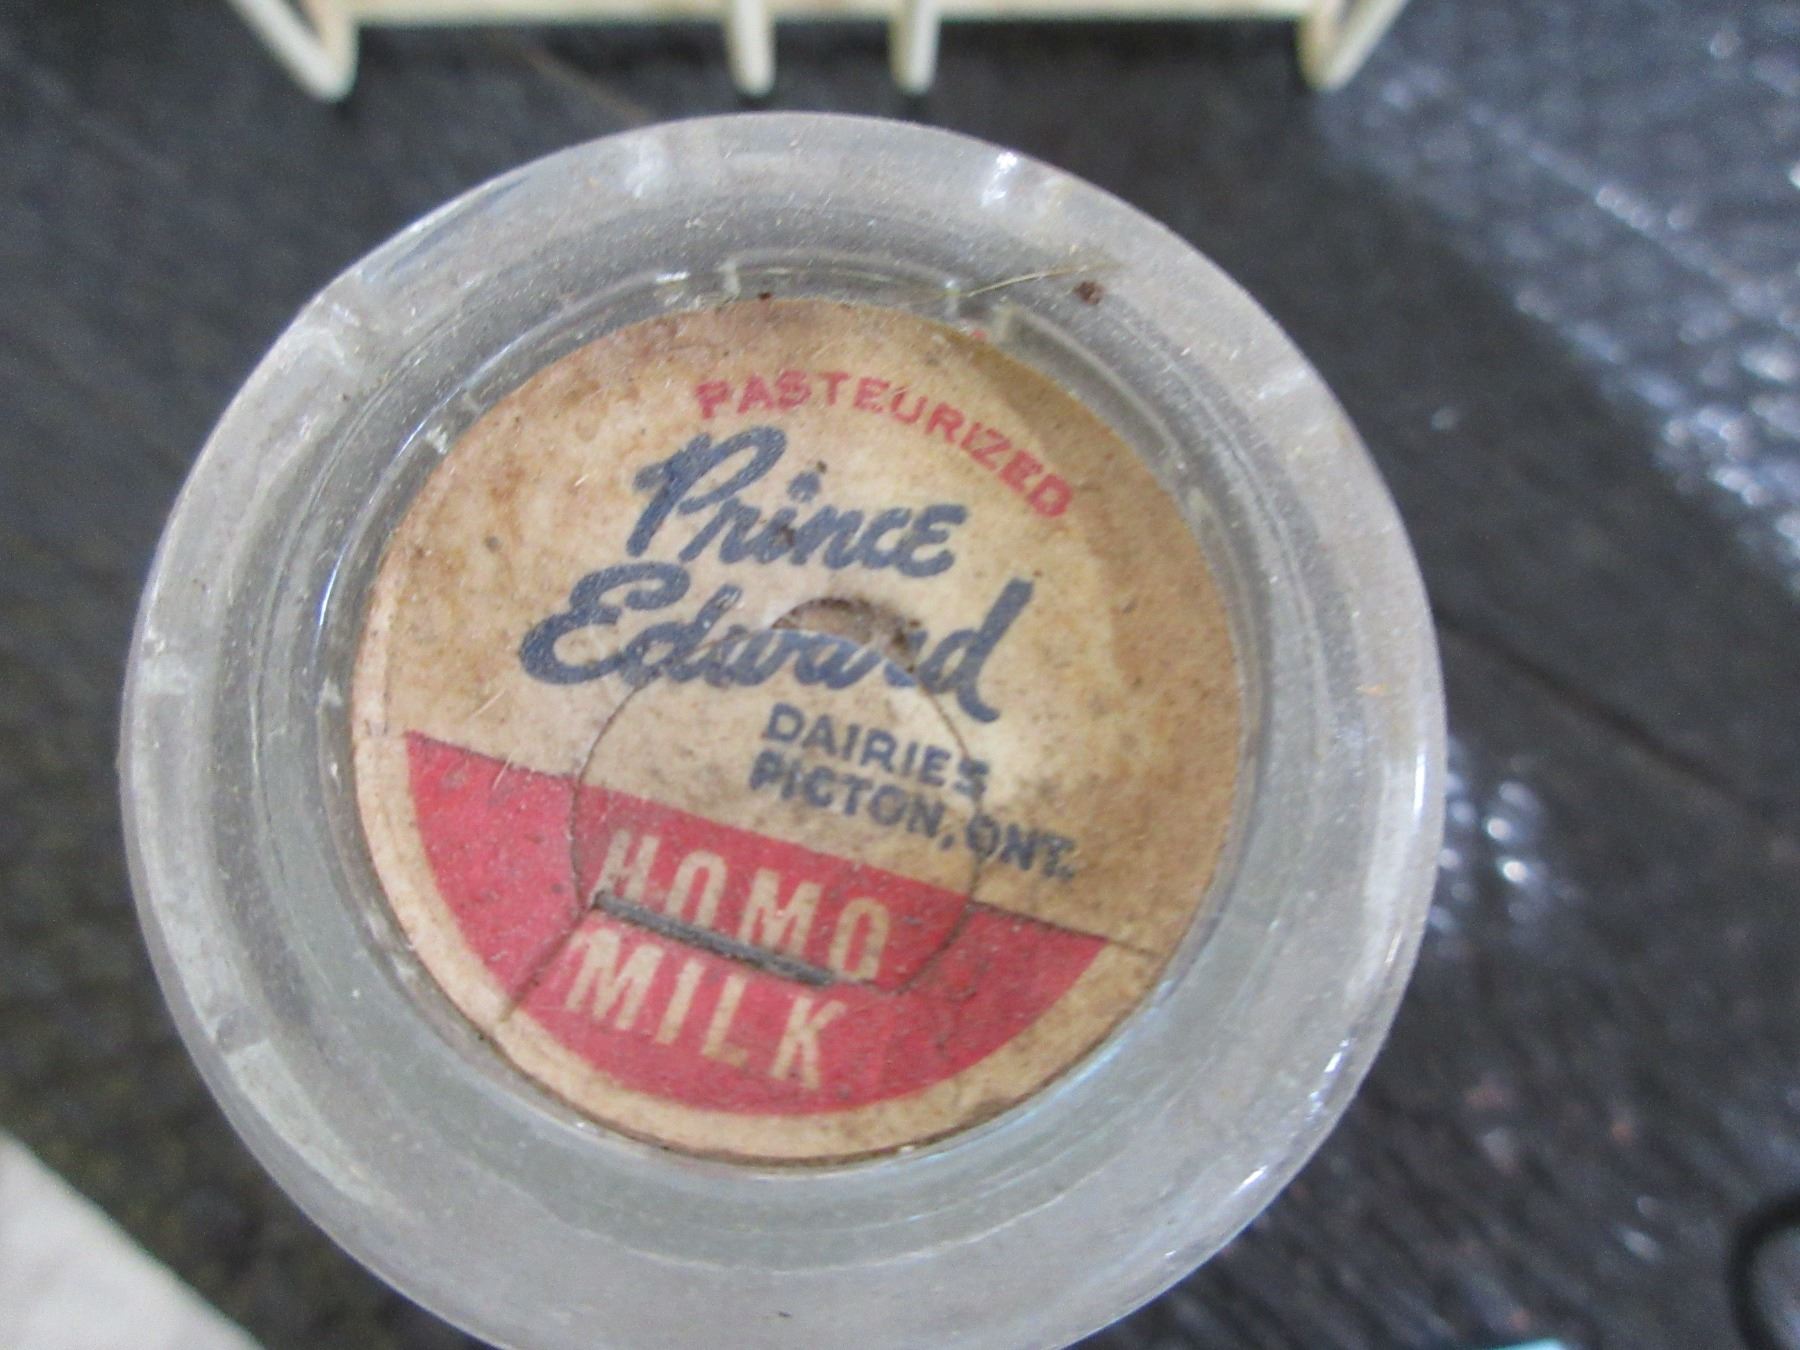 PASTEURIZED
Prince
Edward
DAIRIES
PICTON, ONT.
HOMO
MILK